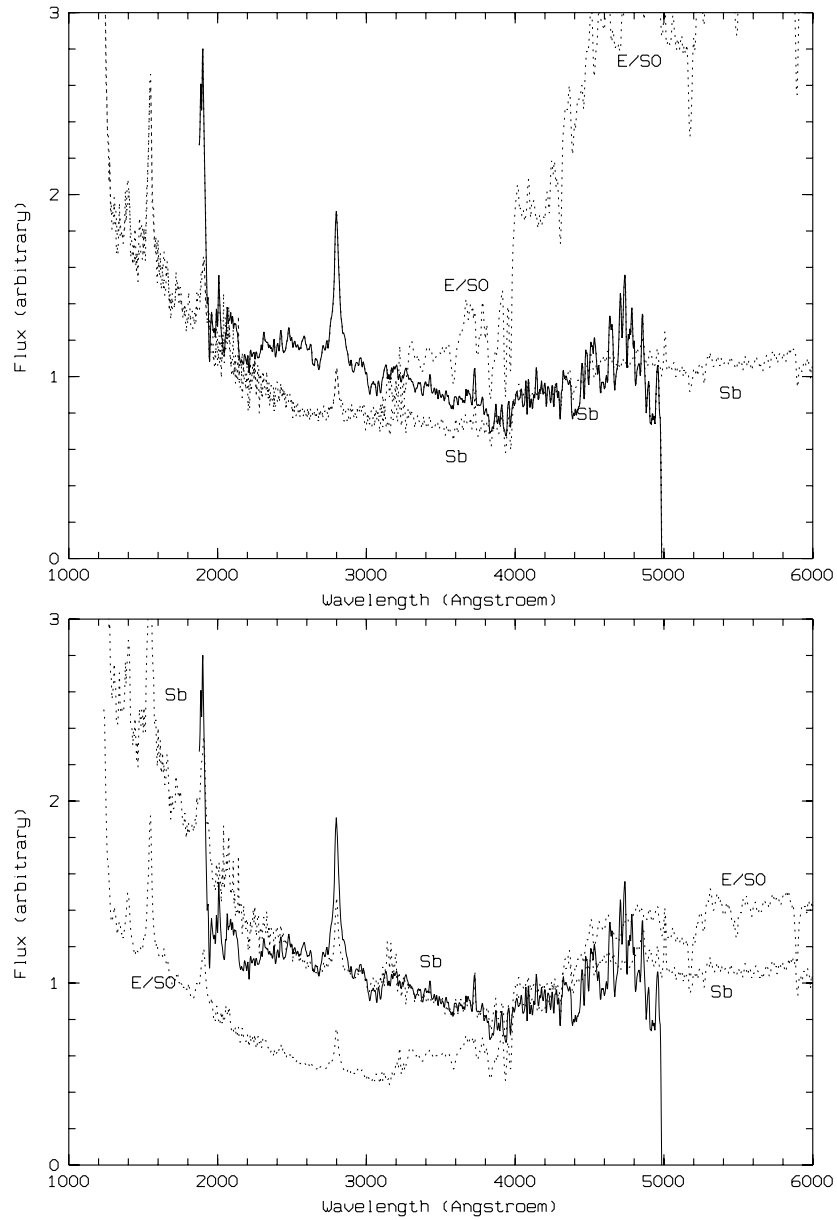 3
E/SO
2
Flux (arbitrary)
E/SO
1
Sb
Sb
Sb
0
1000 2000 3000 4000 5000 6000
Wavelength (Angstroem)
3
Sb
2
Flux (arbitrary)
E/SO
Sb
1
E/SO
Sb
0
1000 2000 3000 4000 5000 6000
Wavelength (Angstroem)